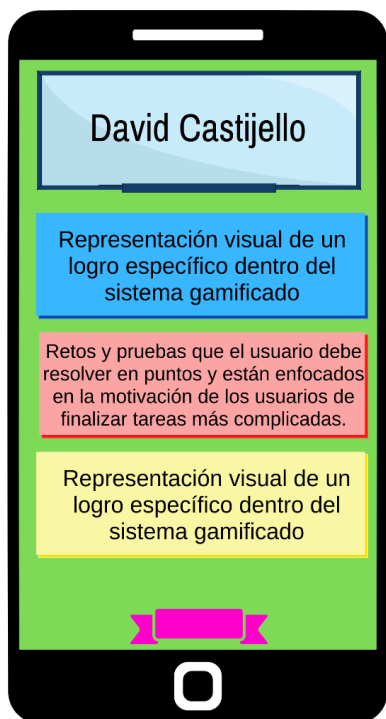 David Castijello
Representación visual de un
logro específico dentro del
sistema gamificado
Retos y pruebas que el usuario debe
resolver en puntos y están enfocados
en la motivación de los usuarios de
finalizar tareas más complicadas.
Representación visual de un
logro específico dentro del
sistema gamificado